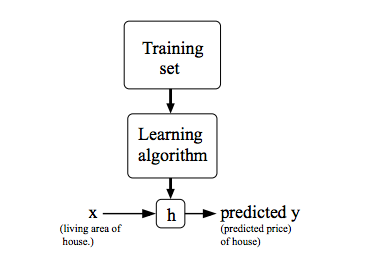 Training
set
Learning
algorithm
x
h
predicted y
(living area of
house.)
(predicted price)
of house)